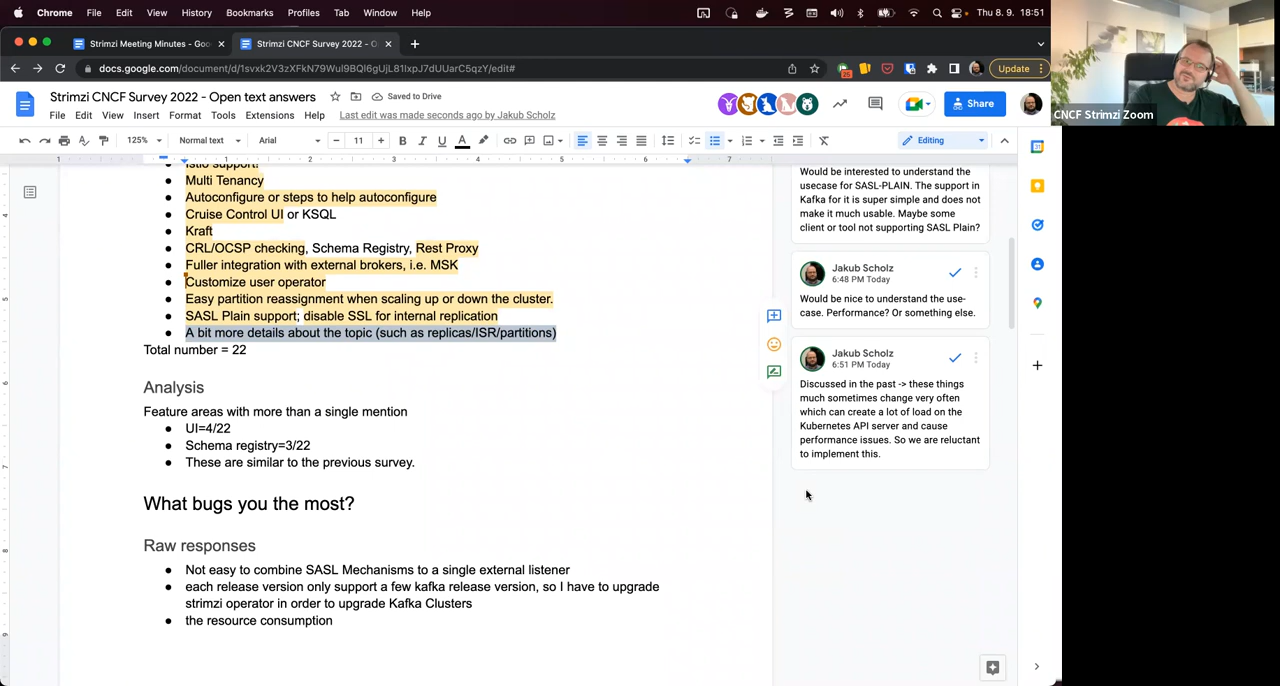 Chrome File Edit View History Bookmarks Profiles Tab Window Help Thu 8. 9. 18:51
Strimzi Meeting Minutes - Goo Strimzi CNCF Survey 2022 - O
docs.google.com/document/d/1svxk2V3zXFkN79Wul9BQI6gUjL81lxpJ7dUUarC5qzY/edit# 25 Update
Strimzi CNCF Survey 2022 - Open text answers Saved to Drive
File Edit View Insert Format Tools Extensions Help Last edit was made seconds ago by Jakub Scholz
Share
125% Normal text Arial 11 B I U A Editing
1 1 2 3 4 5 6 7
Istio support!
Multi Tenancy
Autoconfigure or steps to help autoconfigure
Cruise Control UI or KSQL
Kraft
CRL/OCSP checking, Schema Registry, Rest Proxy
Fuller integration with external brokers, i.e. MSK
Customize user operator
Easy partition reassignment when scaling up or down the cluster.
SASL Plain support; disable SSL for internal replication
A bit more details about the topic (such as replicas/ISR/partitions)
Total number = 22
Analysis
Feature areas with more than a single mention
UI=4/22
Schema registry=3/22
These are similar to the previous survey.
What bugs you the most?
Raw responses
Not easy to combine SASL Mechanisms to a single external listener
each release version only support a few kafka release version, so I have to upgrade
strimzi operator in order to upgrade Kafka Clusters
the resource consumption
Would be interested to understand the
usecase for SASL-PLAIN. The support in
Kafka for it is super simple and does not
make it much usable. Maybe some
client or tool not supporting SASL Plain?
Jakub Scholz
6:48 PM Today
Would be nice to understand the use-
case. Performance? Or something else.
Jakub Scholz
6:51 PM Today
Discussed in the past -> these things
much sometimes change very often
which can create a lot of load on the
Kubernetes API server and cause
performance issues. So we are reluctant
to implement this.
CNCF Strimzi Zoom